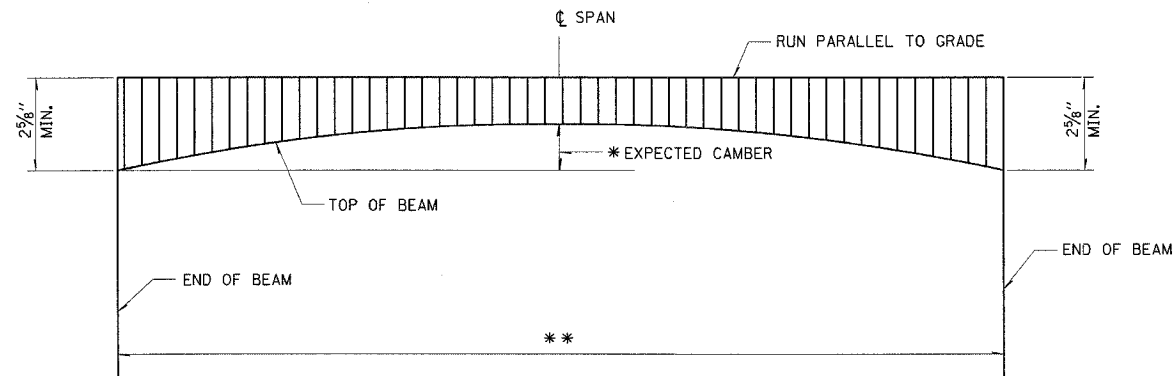 ℄ SPAN
RUN PARALLEL TO GRADE
2⅝"
MIN.
2⅝"
MIN.
*EXPECTED CAMBER
TOP OF BEAM
END OF BEAM
END OF BEAM
**